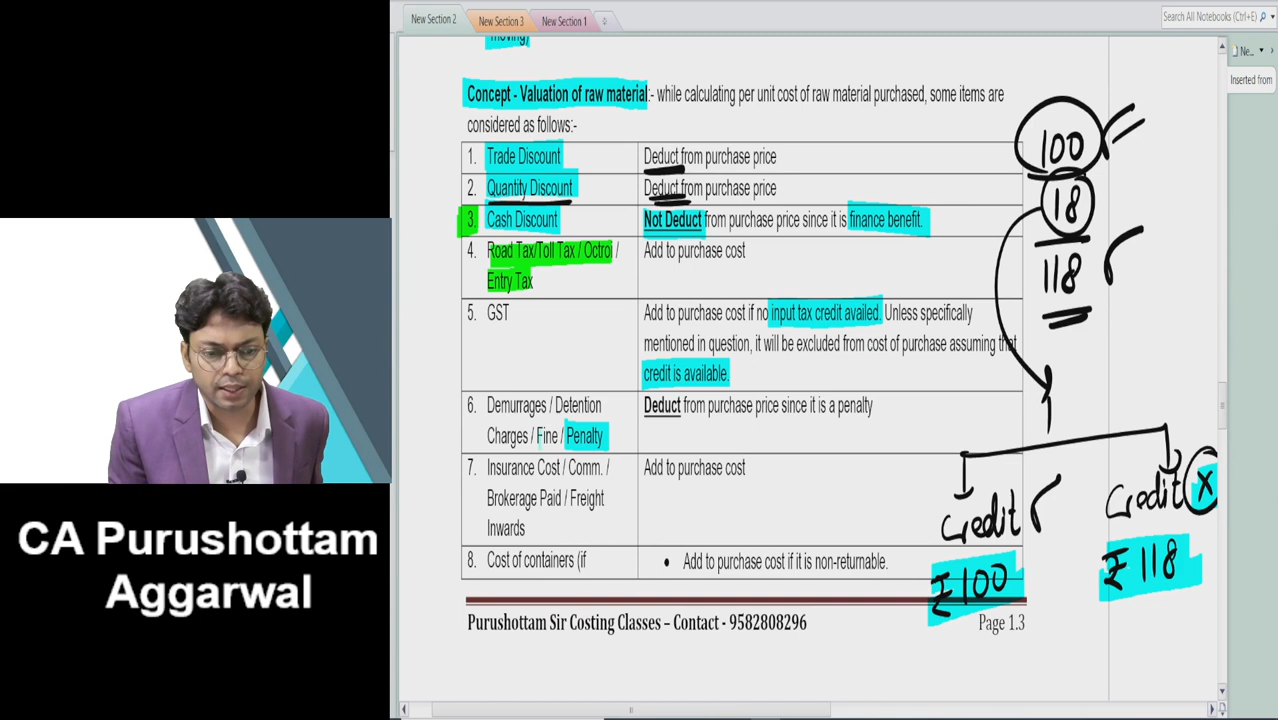 New Section 2
New Section 3
New Section 1
Search All Notebooks (Ctrl+E)
Ne...
Inserted from
moving)
Concept - Valuation of raw material:- while calculating per unit cost of raw material purchased, some items are
considered as follows:-
1. Trade Discount Deduct from purchase price
2. Quantity Discount Deduct from purchase price
3. Cash Discount Not Deduct from purchase price since it is finance benefit.
4. Road Tax/Toll Tax / Octroi / Add to purchase cost
Entry Tax
5. GST Add to purchase cost if no input tax credit availed. Unless specifically
mentioned in question, it will be excluded from cost of purchase assuming that
credit is available.
6. Demurrages / Detention Deduct from purchase price since it is a penalty
Charges / Fine / Penalty
7. Insurance Cost / Comm. / Add to purchase cost
Brokerage Paid / Freight
Inwards
8. Cost of containers (if • Add to purchase cost if it is non-returnable.
Purushottam Sir Costing Classes – Contact - 9582808296 Page 1.3
100
18
118
Credit ✓
Credit X
₹ 100
₹ 118
CA Purushottam
Aggarwal